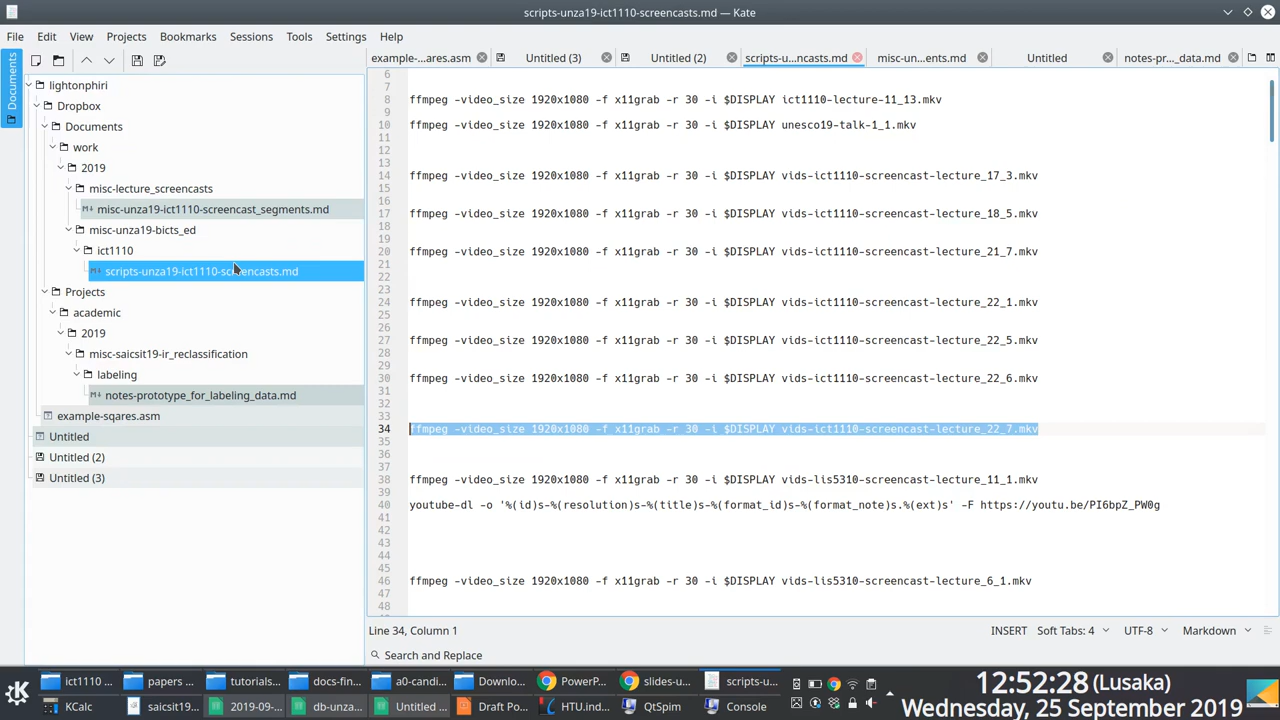 scripts-unza19-ict1110-screencasts.md — Kate
File Edit View Projects Bookmarks Sessions Tools Settings Help
Documents
example-...ares.asm
Untitled (3)
Untitled (2)
scripts-u...ncasts.md
misc-un...ents.md
Untitled
notes-pr..._data.md
lightonphiri
Dropbox
Documents
work
2019
misc-lecture_screencasts
misc-unza19-ict1110-screencast_segments.md
misc-unza19-bicts_ed
ict1110
scripts-unza19-ict1110-screencasts.md
Projects
academic
2019
misc-saicsit19-ir_reclassification
labeling
notes-prototype_for_labeling_data.md
example-sqares.asm
Untitled
Untitled (2)
Untitled (3)
6
7
8 ffmpeg -video_size 1920x1080 -f x11grab -r 30 -i $DISPLAY ict1110-lecture-11_13.mkv
9
10 ffmpeg -video_size 1920x1080 -f x11grab -r 30 -i $DISPLAY unesco19-talk-1_1.mkv
11
12
13
14 ffmpeg -video_size 1920x1080 -f x11grab -r 30 -i $DISPLAY vids-ict1110-screencast-lecture_17_3.mkv
15
16
17 ffmpeg -video_size 1920x1080 -f x11grab -r 30 -i $DISPLAY vids-ict1110-screencast-lecture_18_5.mkv
18
19
20 ffmpeg -video_size 1920x1080 -f x11grab -r 30 -i $DISPLAY vids-ict1110-screencast-lecture_21_7.mkv
21
22
23
24 ffmpeg -video_size 1920x1080 -f x11grab -r 30 -i $DISPLAY vids-ict1110-screencast-lecture_22_1.mkv
25
26
27 ffmpeg -video_size 1920x1080 -f x11grab -r 30 -i $DISPLAY vids-ict1110-screencast-lecture_22_5.mkv
28
29
30 ffmpeg -video_size 1920x1080 -f x11grab -r 30 -i $DISPLAY vids-ict1110-screencast-lecture_22_6.mkv
31
32
33
34 ffmpeg -video_size 1920x1080 -f x11grab -r 30 -i $DISPLAY vids-ict1110-screencast-lecture_22_7.mkv
35
36
37
38 ffmpeg -video_size 1920x1080 -f x11grab -r 30 -i $DISPLAY vids-lis5310-screencast-lecture_11_1.mkv
39
40 youtube-dl -o '%(id)s-%(resolution)s-%(title)s-%(format_id)s-%(format_note)s.%(ext)s' -F https://youtu.be/PI6bpZ_PW0g
41
42
43
44
45
46 ffmpeg -video_size 1920x1080 -f x11grab -r 30 -i $DISPLAY vids-lis5310-screencast-lecture_6_1.mkv
47
48
Line 34, Column 1
INSERT
Soft Tabs: 4
UTF-8
Markdown
Search and Replace
ict1110 ...
papers ...
tutorials...
docs-fin...
a0-candi...
Downlo...
PowerP...
slides-u...
scripts-u...
KCalc
saicsit19...
2019-09-...
db-unza...
Untitled ...
Draft Po...
HTU.ind...
QtSpim
Console
12:52:28 (Lusaka)
Wednesday, 25 September 2019